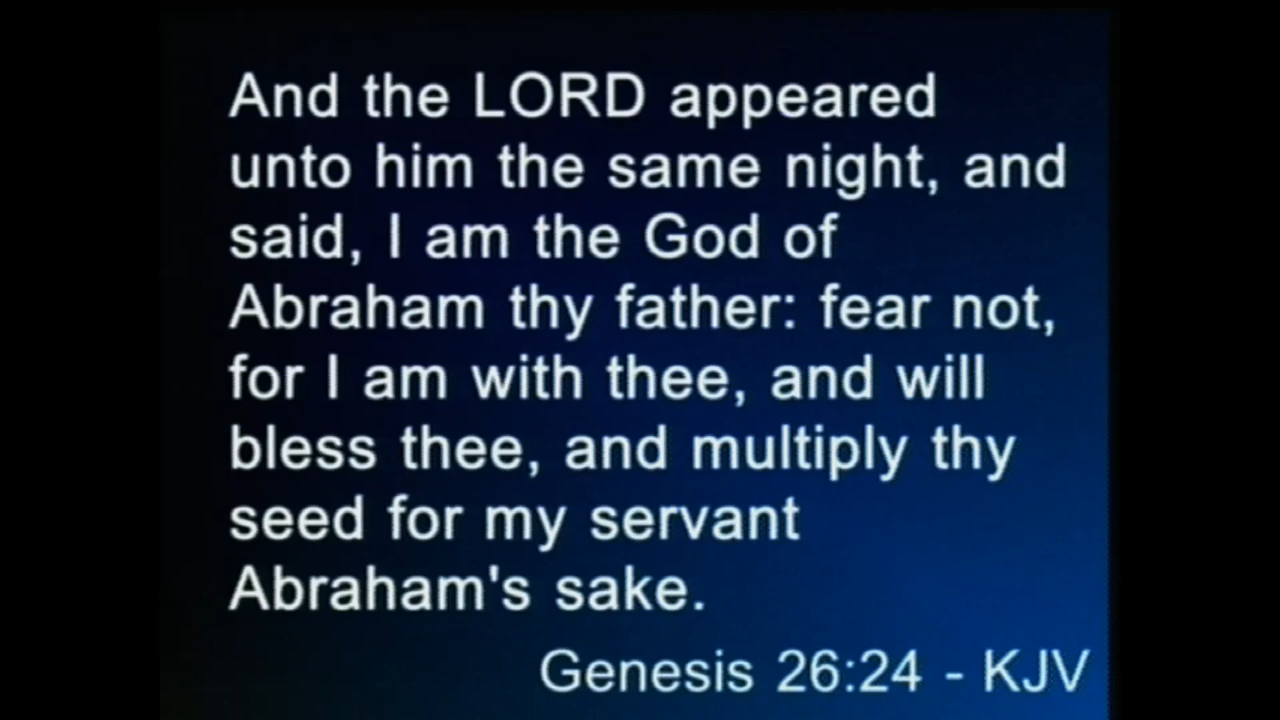 And the LORD appeared
unto him the same night, and
said, I am the God of
Abraham thy father: fear not,
for I am with thee, and will
bless thee, and multiply thy
seed for my servant
Abraham's sake.
Genesis 26:24 - KJV